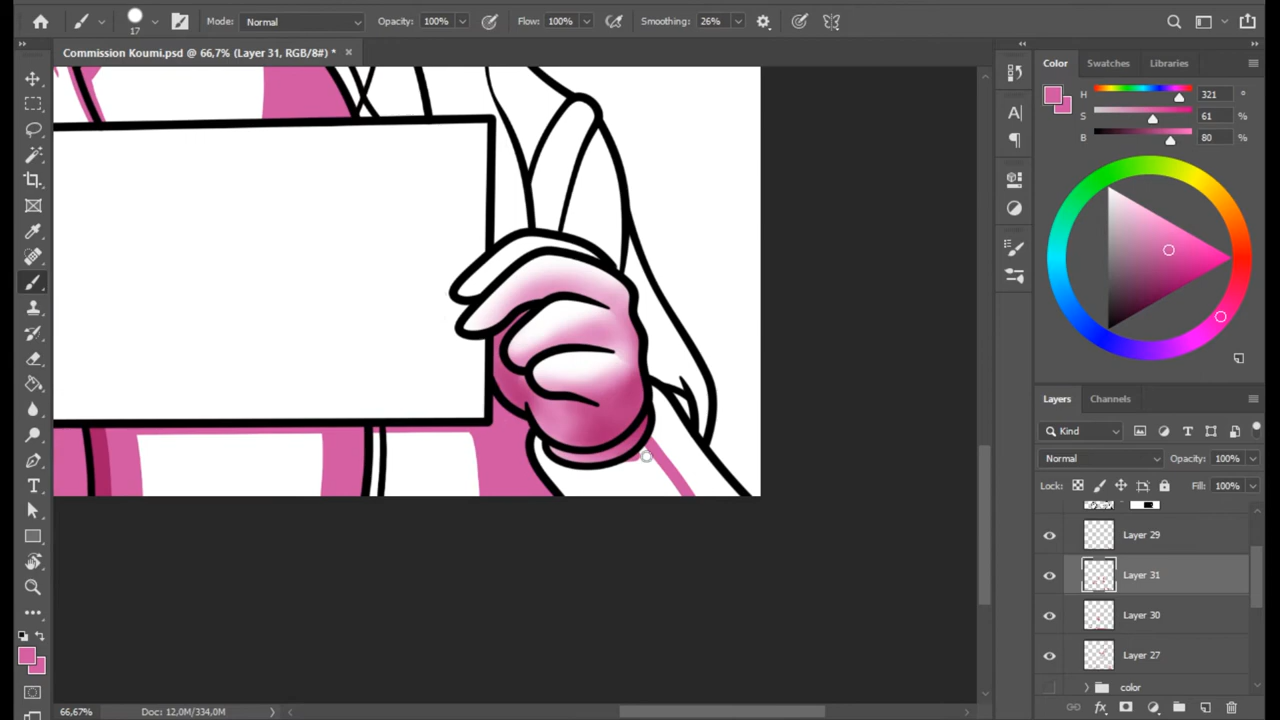 Mode: Normal Opacity: 100% Flow: 100% Smoothing: 26%
17
Commission Koumi.psd @ 66,7% (Layer 31, RGB/8#) * ×
Color Swatches Libraries
H 321 °
S 61 %
B 80 %
Layers Channels
Kind
Normal Opacity: 100%
Lock: Fill: 100%
Layer 29
Layer 31
Layer 30
Layer 27
color
66,67% Doc: 12,0M/334,0M